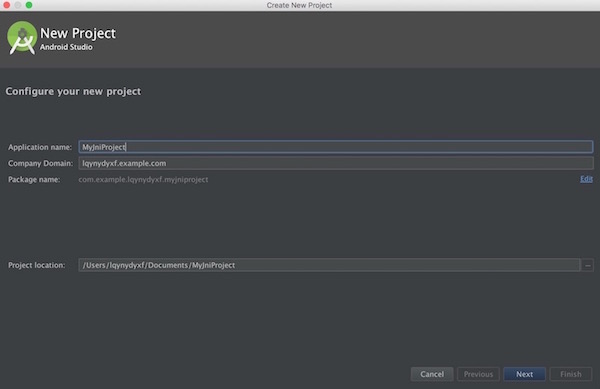 Create New Project
New Project
Android Studio
Configure your new project
Application name: MyJniProject
Company Domain: lqynydyxf.example.com
Package name: com.example.lqynydyxf.myjniproject Edit
Project location: /Users/lqynydyxf/Documents/MyJniProject ...
Cancel Previous Next Finish